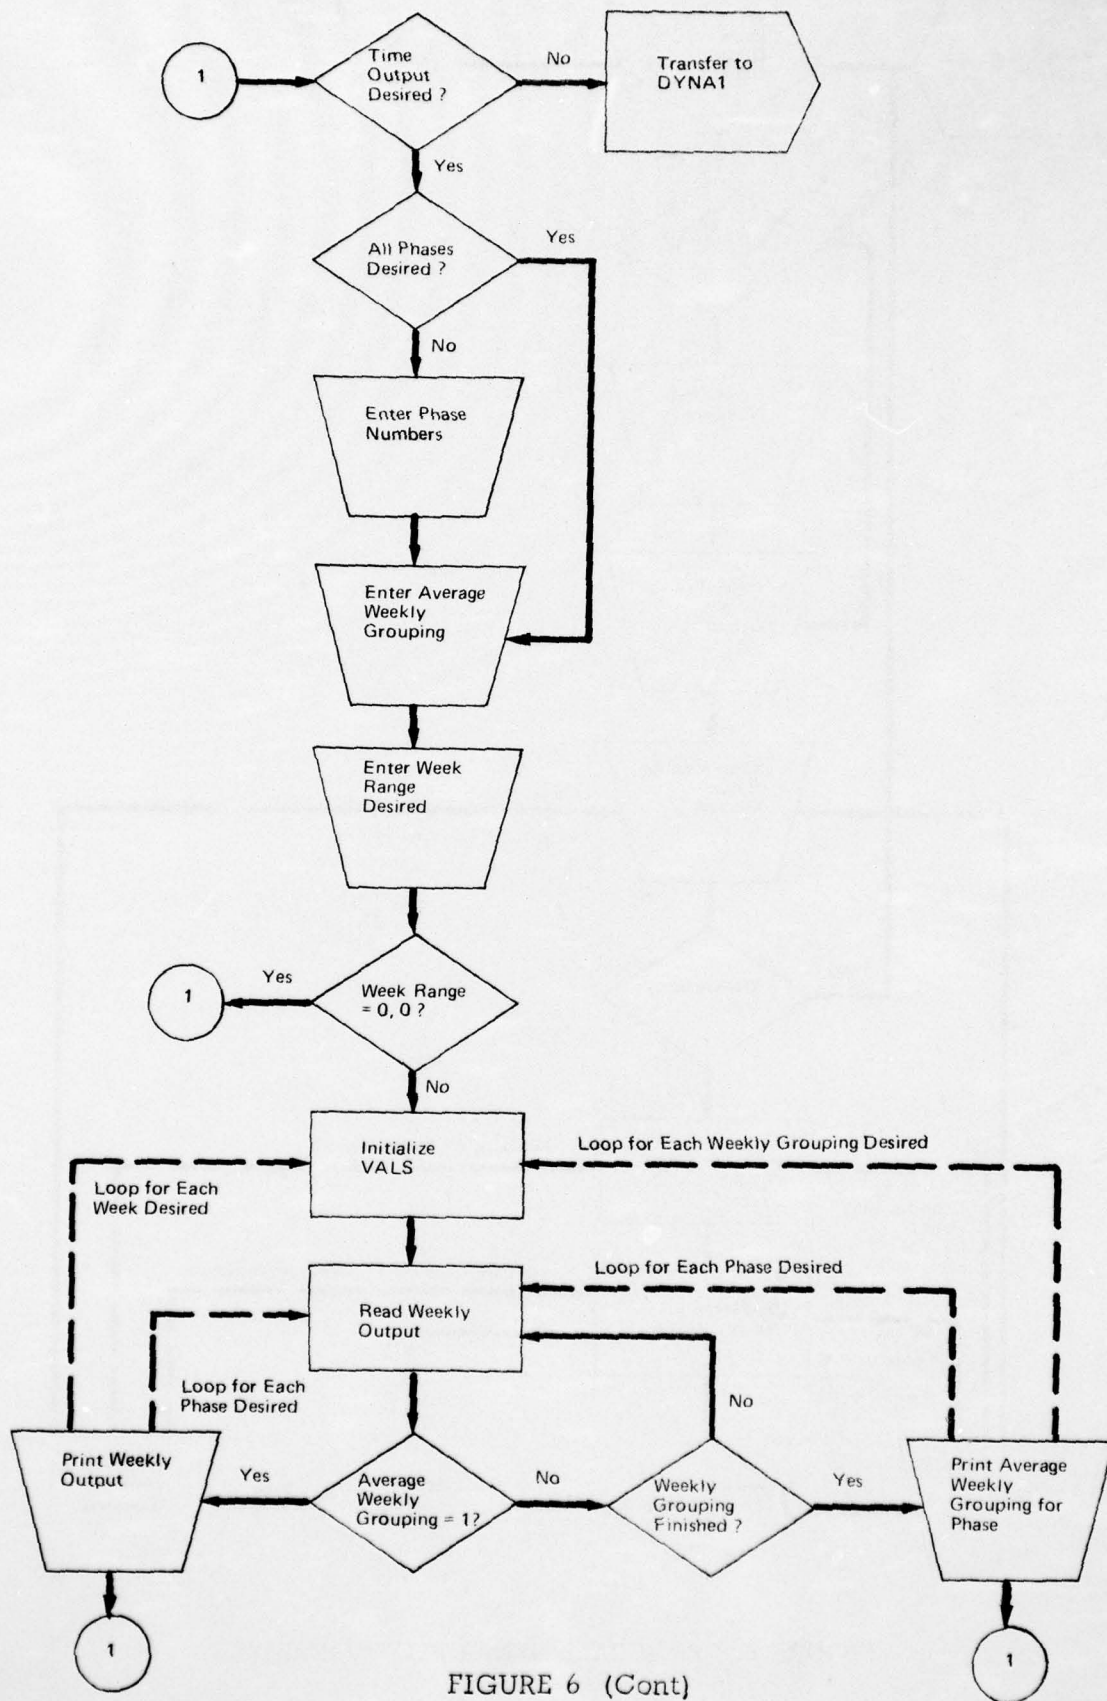 1
Time
Output
Desired ?
No
Transfer to
DYNA1
Yes
All Phases
Desired ?
Yes
No
Enter Phase
Numbers
Enter Average
Weekly
Grouping
Enter Week
Range
Desired
1
Yes
Week Range
= 0, 0 ?
No
Initialize
VALS
Loop for Each Weekly Grouping Desired
Loop for Each
Week Desired
Read Weekly
Output
Loop for Each Phase Desired
Loop for Each
Phase Desired
No
Print Weekly
Output
Yes
Average
Weekly
Grouping = 1?
No
Weekly
Grouping
Finished ?
Yes
Print Average
Weekly
Grouping for
Phase
1
1
FIGURE 6 (Cont)